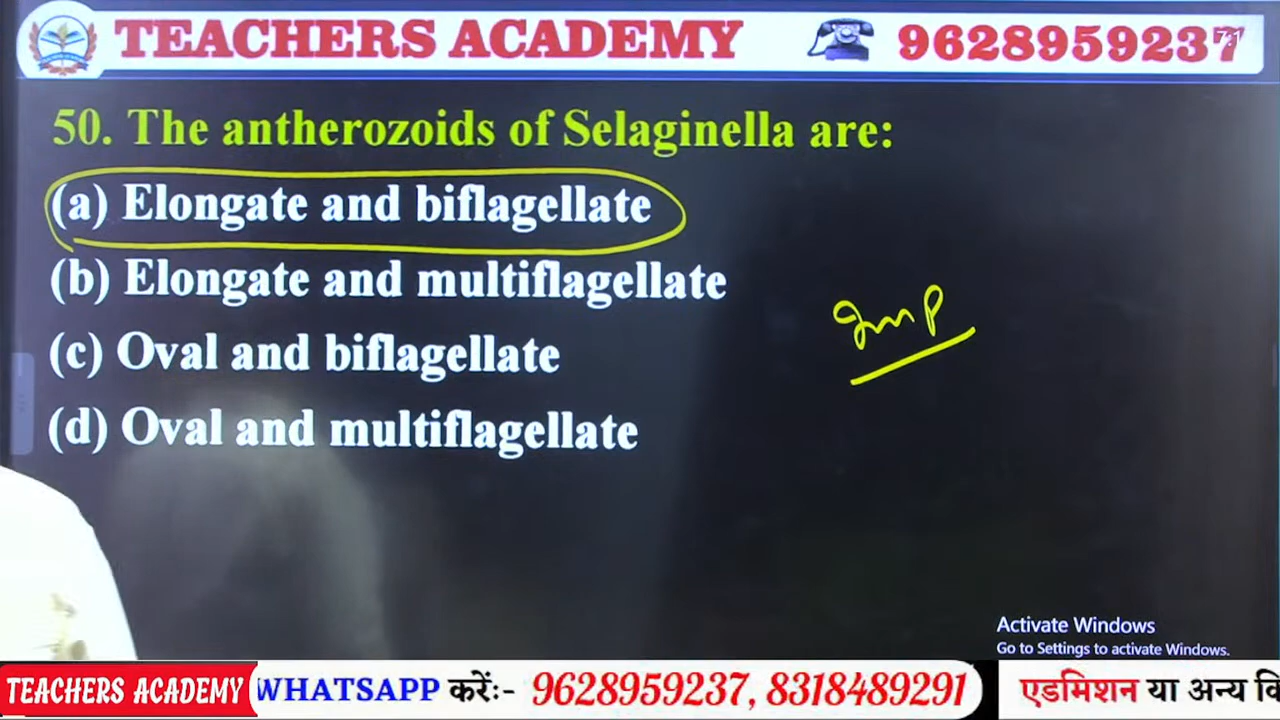 TEACHERS ACADEMY 9628959237
50. The antherozoids of Selaginella are:
(a) Elongate and biflagellate
(b) Elongate and multiflagellate
Imp
(c) Oval and biflagellate
(d) Oval and multiflagellate
Activate Windows
Go to Settings to activate Windows.
TEACHERS ACADEMY WHATSAPP करें:- 9628959237, 8318489291 एडमिशन या अन्य